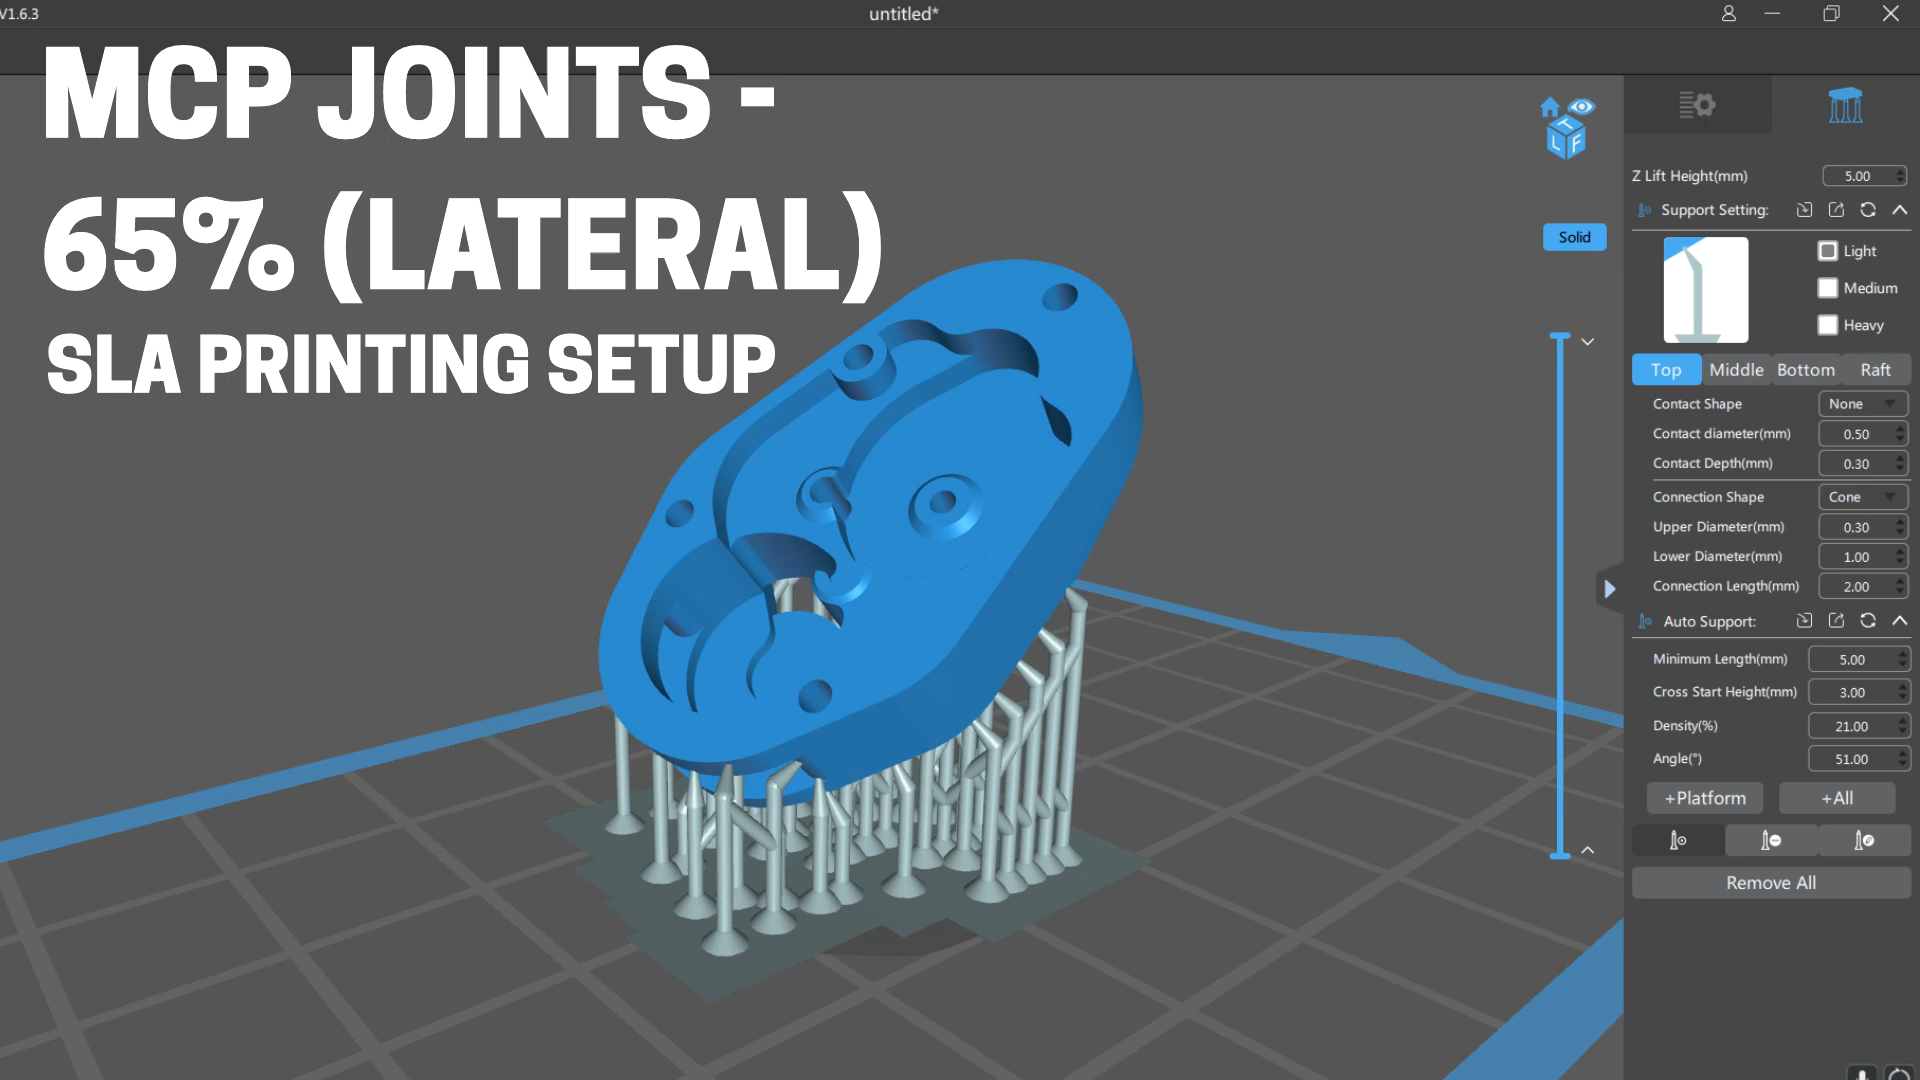 V1.6.3
untitled*
MCP JOINTS -
65% (LATERAL)
SLA PRINTING SETUP
T
L F
Solid
Z Lift Height(mm) 5.00
Support Setting:
Light
Medium
Heavy
Top Middle Bottom Raft
Contact Shape None
Contact diameter(mm) 0.50
Contact Depth(mm) 0.30
Connection Shape Cone
Upper Diameter(mm) 0.30
Lower Diameter(mm) 1.00
Connection Length(mm) 2.00
Auto Support:
Minimum Length(mm) 5.00
Cross Start Height(mm) 3.00
Density(%) 21.00
Angle(°) 51.00
+Platform +All
Remove All